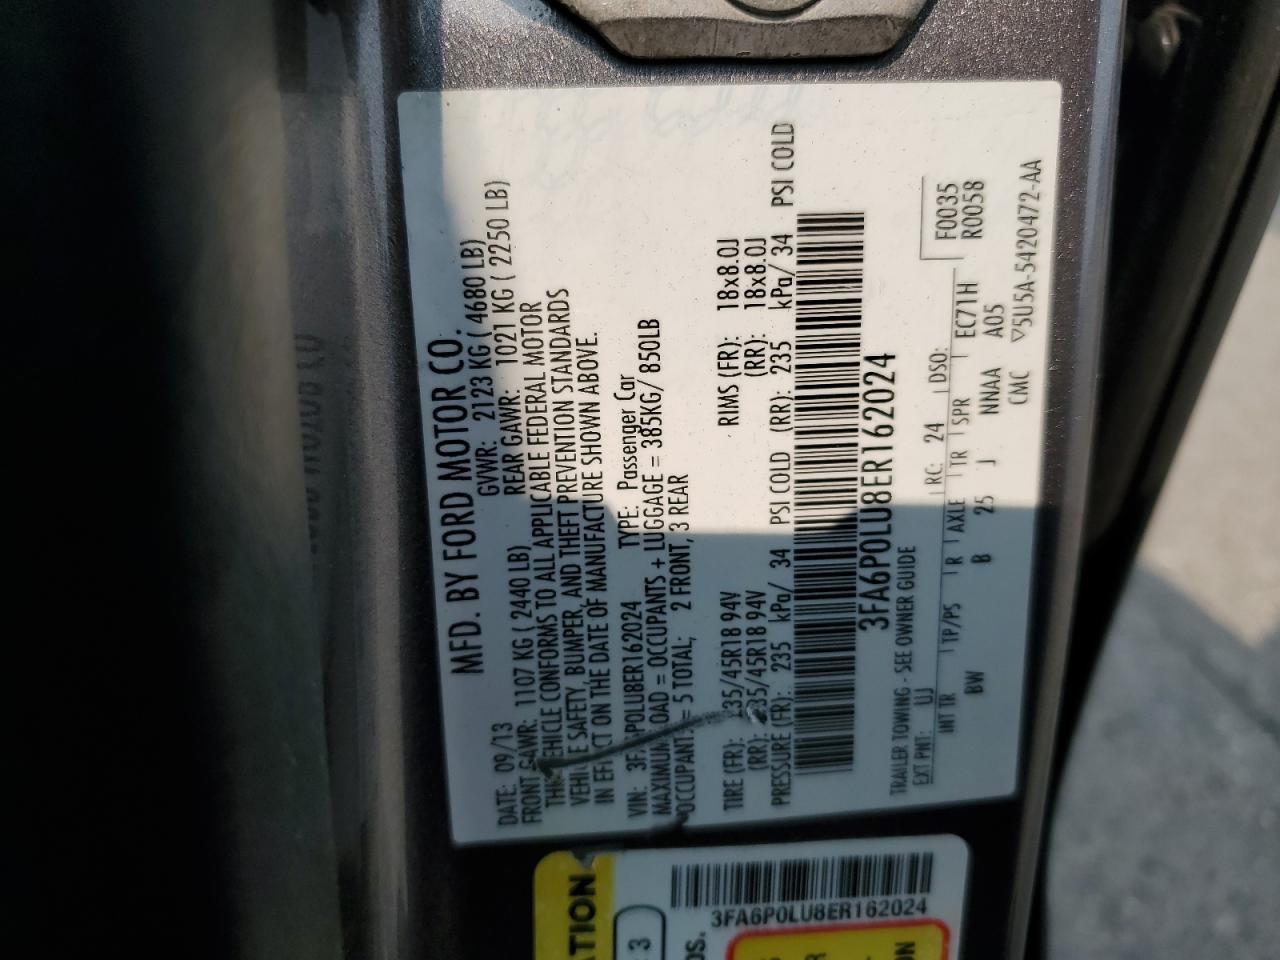 MFD. BY FORD MOTOR CO.
DATE: 09/13 GVWR: 2123 KG ( 4680 LB)
FRONT GAWR: 1107 KG ( 2440 LB) REAR GAWR: 1021 KG ( 2250 LB)
THIS VEHICLE CONFORMS TO ALL APPLICABLE FEDERAL MOTOR
VEHICLE SAFETY, BUMPER, AND THEFT PREVENTION STANDARDS
IN EFFECT ON THE DATE OF MANUFACTURE SHOWN ABOVE.
VIN: 3FA6P0LU8ER162024 TYPE: Passenger Car
MAXIMUM LOAD = OCCUPANTS + LUGGAGE = 385KG/ 850LB
OCCUPANTS = 5 TOTAL; 2 FRONT, 3 REAR
TIRE (FR): 235/45R18 94V RIMS (FR): 18x8.0J
(RR): 235/45R18 94V (RR): 18x8.0J
PRESSURE (FR): 235 kPa/ 34 PSI COLD (RR): 235 kPa/ 34 PSI COLD
3FA6P0LU8ER162024
TRAILER TOWING - SEE OWNER GUIDE
EXT PNT: UJ RC: 24 DSO: F0035
INT TR TP/PS R AXLE TR SPR EC71H R0058
BW B 25 J NNAA A05
CMC ▽5U5A-5420472-AA
3FA6P0LU8ER162024